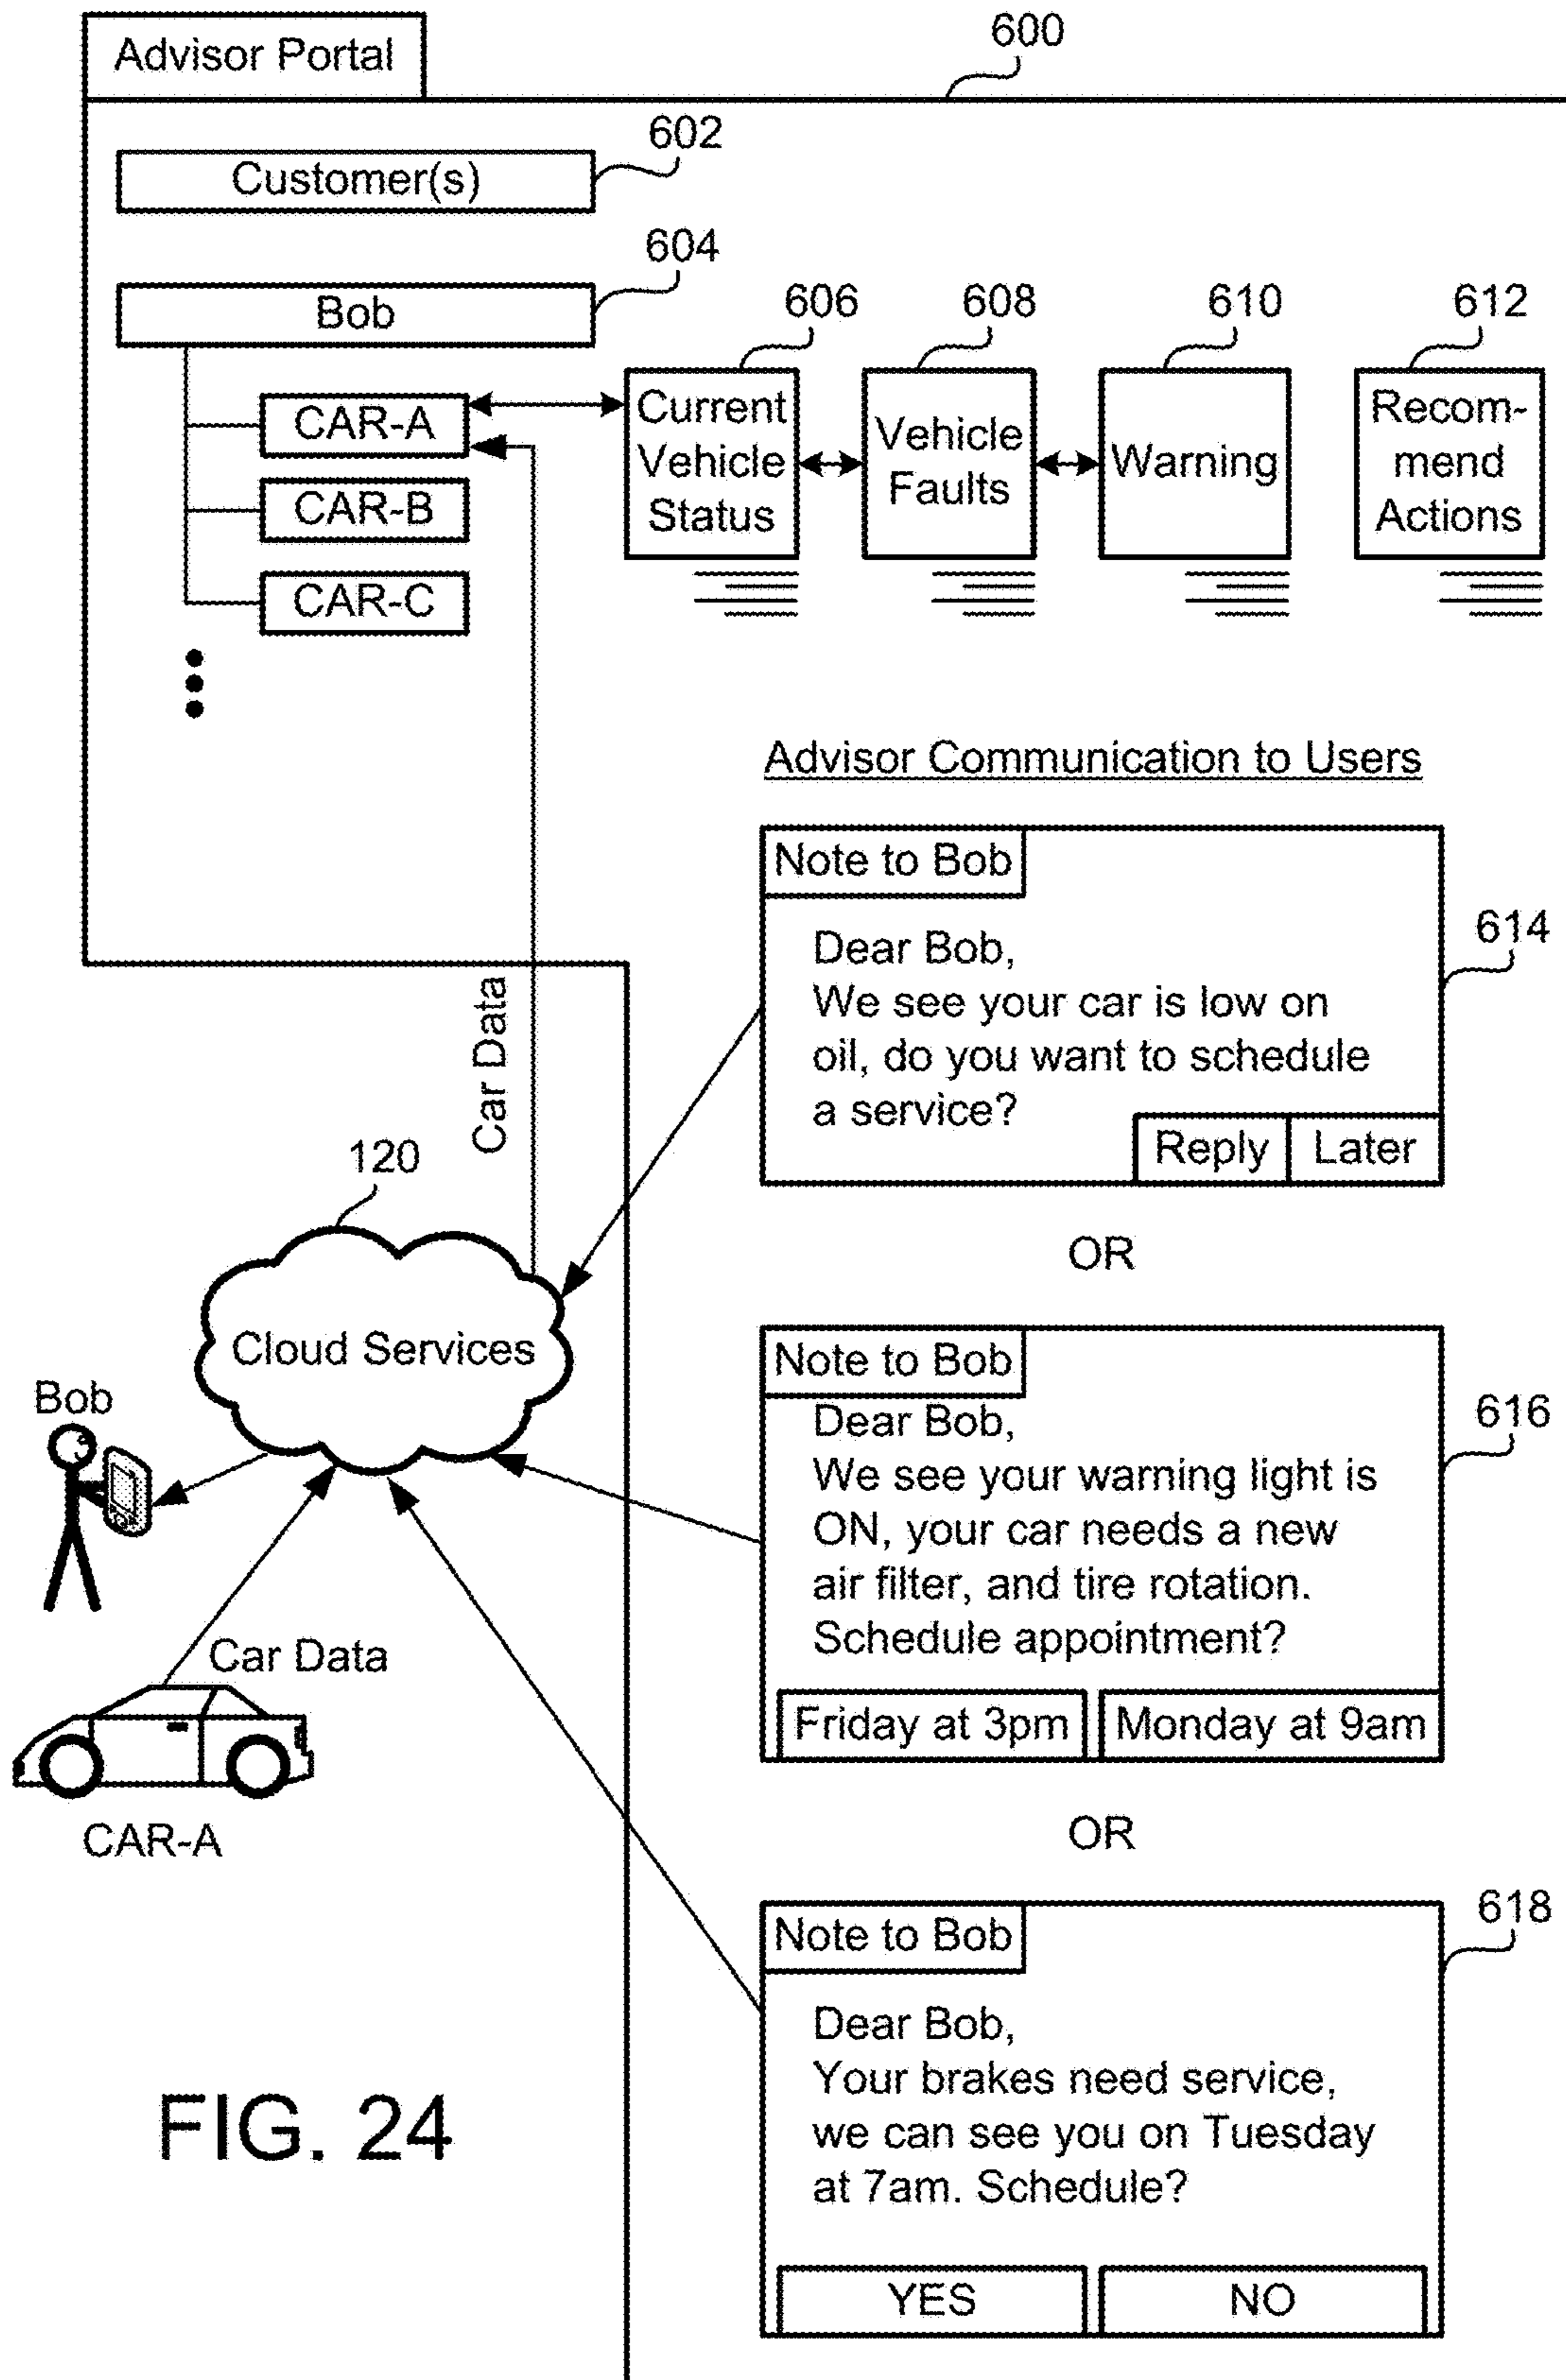 600
Advisor Portal
602
Customer(s)
604
Bob
606
608
610
612
CAR-A
CAR-B
CAR-C
Current
Vehicle
Status
Vehicle
Faults
Warning
Recom-
mend
Actions
Advisor Communication to Users
Note to Bob
614
Dear Bob,
We see your car is low on
oil, do you want to schedule
a service?
Reply
Later
Car Data
120
Cloud Services
OR
Bob
Note to Bob
616
Dear Bob,
We see your warning light is
ON, your car needs a new
air filter, and tire rotation.
Schedule appointment?
Friday at 3pm
Monday at 9am
Car Data
CAR-A
OR
618
Note to Bob
Dear Bob,
Your brakes need service,
we can see you on Tuesday
at 7am. Schedule?
YES
NO
FIG. 24